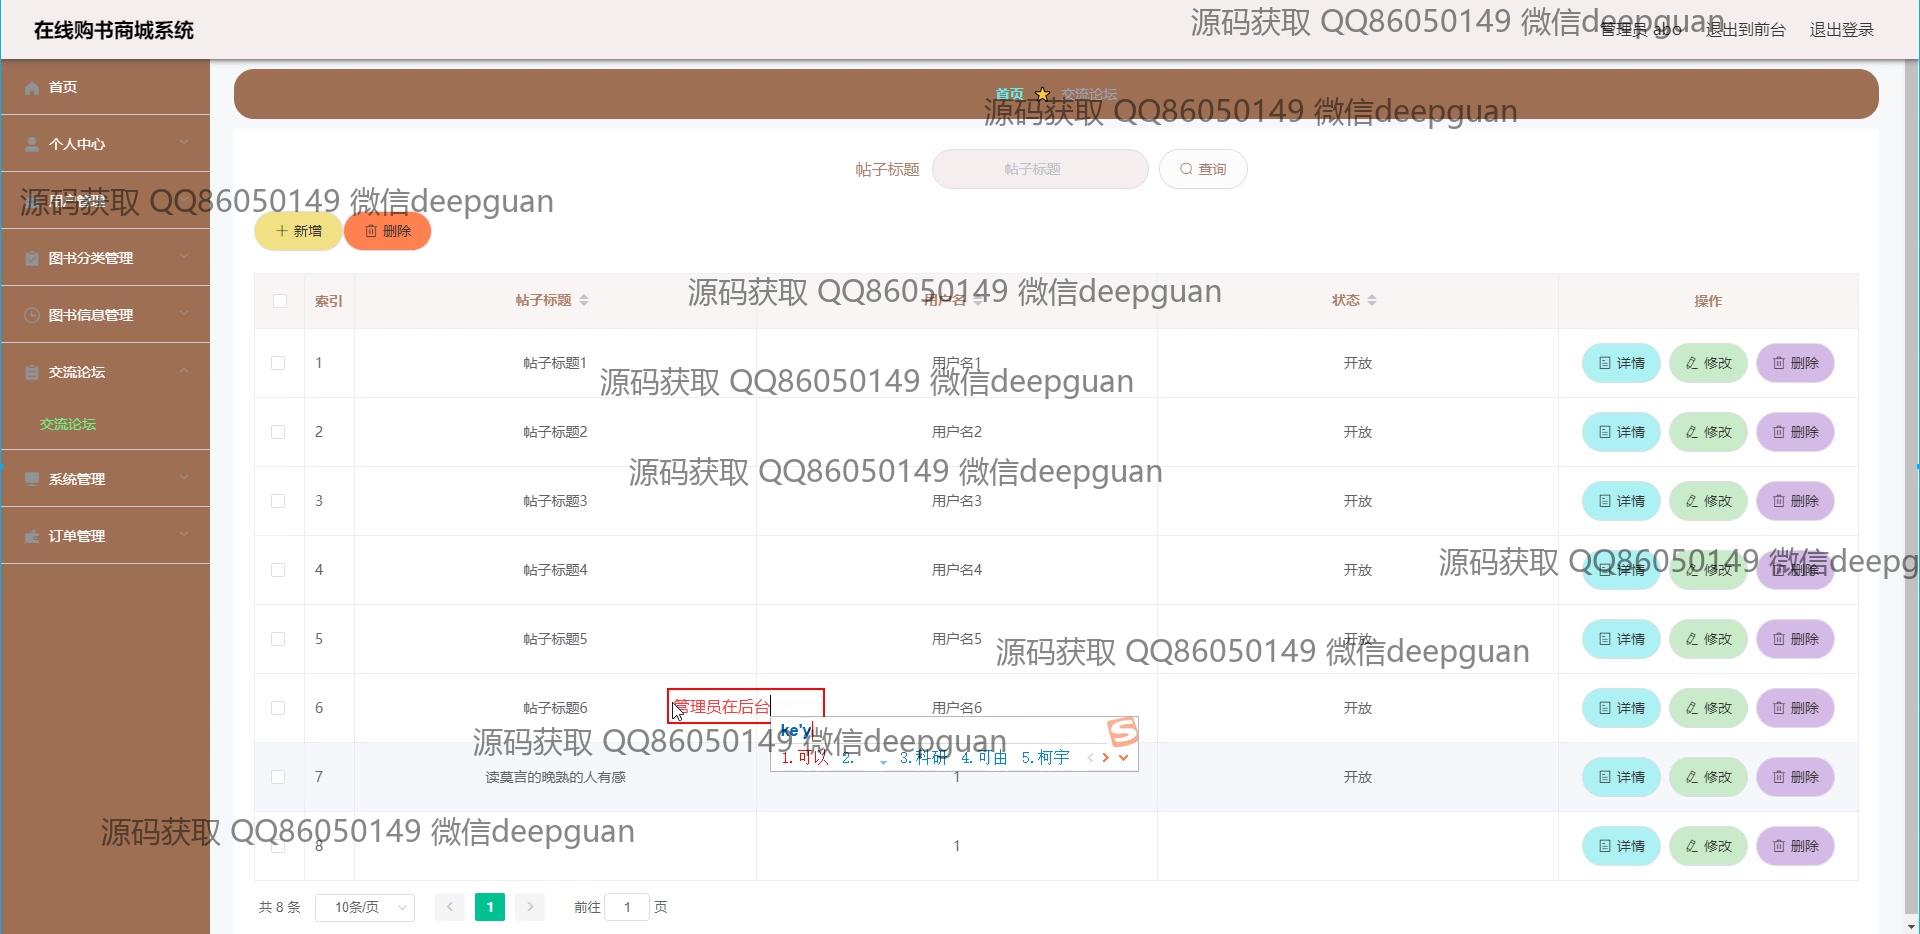 在线购书商城系统
源码获取 QQ86050149 微信deepguan
管理员 abo 退出到前台 退出登录
首页
首页 交流论坛
源码获取 QQ86050149 微信deepguan
个人中心
帖子标题 帖子标题 查询
用户管理
源码获取 QQ86050149 微信deepguan
新增 删除
图书分类管理
源码获取 QQ86050149 微信deepguan
索引 帖子标题 用户名 状态 操作
图书信息管理
1 帖子标题1 用户名1 开放 详情 修改 删除
交流论坛
源码获取 QQ86050149 微信deepguan
交流论坛
2 帖子标题2 用户名2 开放 详情 修改 删除
系统管理
源码获取 QQ86050149 微信deepguan
3 帖子标题3 用户名3 开放 详情 修改 删除
订单管理
源码获取 QQ86050149 微信deepg
4 帖子标题4 用户名4 开放 详情 修改 删除
5 帖子标题5 用户名5 开放 详情 修改 删除
源码获取 QQ86050149 微信deepguan
6 帖子标题6 用户名6 开放 详情 修改 删除
管理员在后台
ke'y
源码获取 QQ86050149 微信deepguan
1.可以 2. 3.科研 4.可由 5.柯宇
7 读莫言的晚熟的人有感 1 开放 详情 修改 删除
源码获取 QQ86050149 微信deepguan
8 1 详情 修改 删除
共 8 条 10条/页 1 前往 1 页